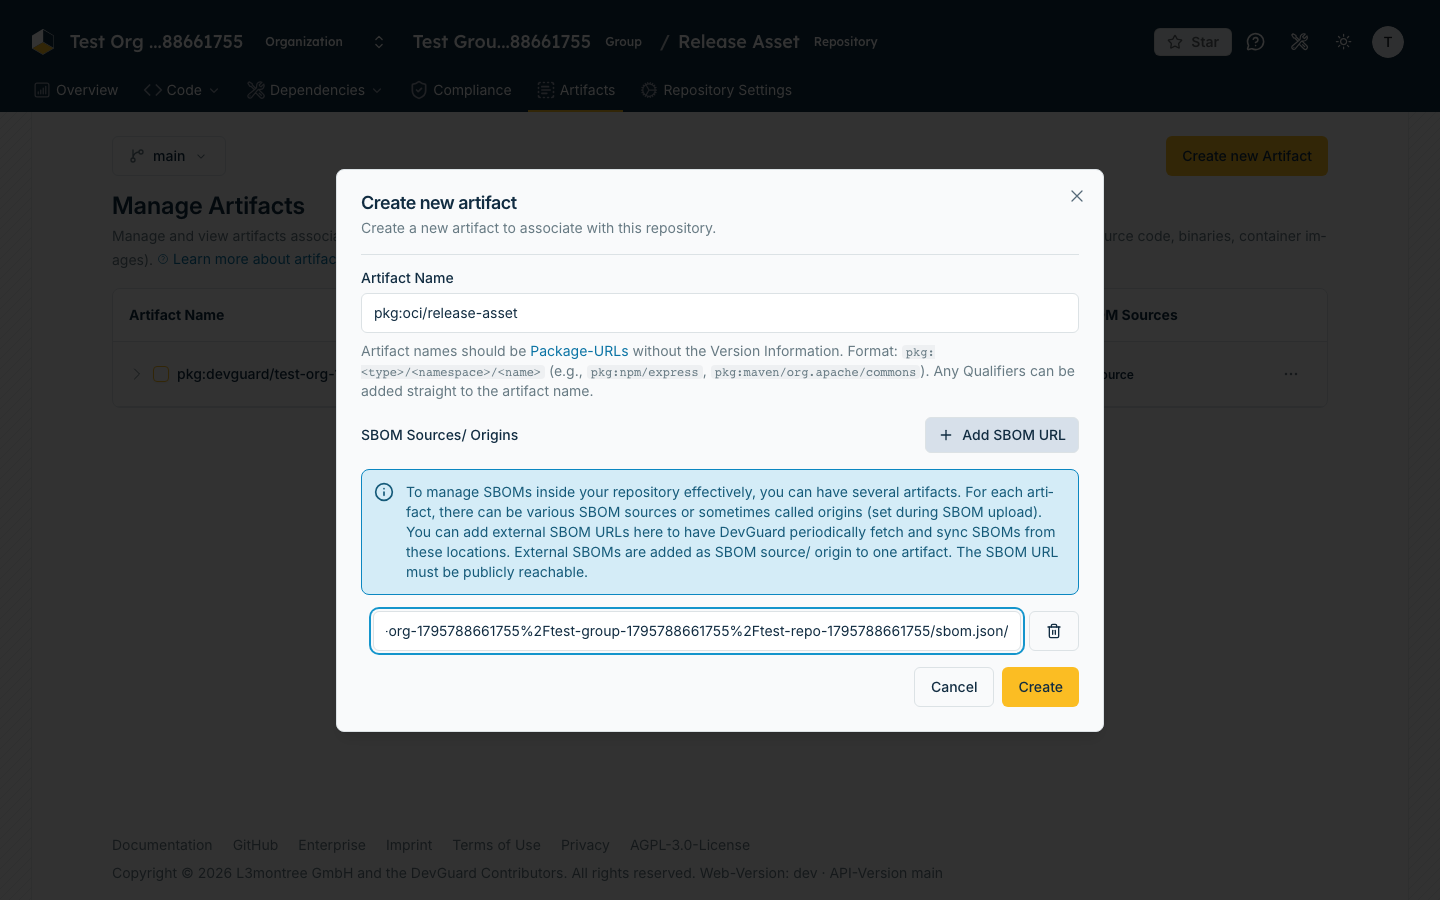 Test Org ...88661755 Organization Test Grou...88661755 Group / Release Asset Repository Star T
Overview Code Dependencies Compliance Artifacts Repository Settings
main Create new Artifact
Manage Artifacts
Manage and view artifacts associa
urce code, binaries, container im-
ages). Learn more about artifac
Artifact Name
M Sources
pkg:devguard/test-org-
ource
Create new artifact
Create a new artifact to associate with this repository.
Artifact Name
pkg:oci/release-asset
Artifact names should be Package-URLs without the Version Information. Format: pkg:
<type>/<namespace>/<name> (e.g., pkg:npm/express, pkg:maven/org.apache/commons). Any Qualifiers can be
added straight to the artifact name.
SBOM Sources/ Origins Add SBOM URL
To manage SBOMs inside your repository effectively, you can have several artifacts. For each arti-
fact, there can be various SBOM sources or sometimes called origins (set during SBOM upload).
You can add external SBOM URLs here to have DevGuard periodically fetch and sync SBOMs from
these locations. External SBOMs are added as SBOM source/ origin to one artifact. The SBOM URL
must be publicly reachable.
-org-1795788661755%2Ftest-group-1795788661755%2Ftest-repo-1795788661755/sbom.json/
Cancel Create
Documentation GitHub Enterprise Imprint Terms of Use Privacy AGPL-3.0-License
Copyright © 2026 L3montree GmbH and the DevGuard Contributors. All rights reserved. Web-Version: dev · API-Version main